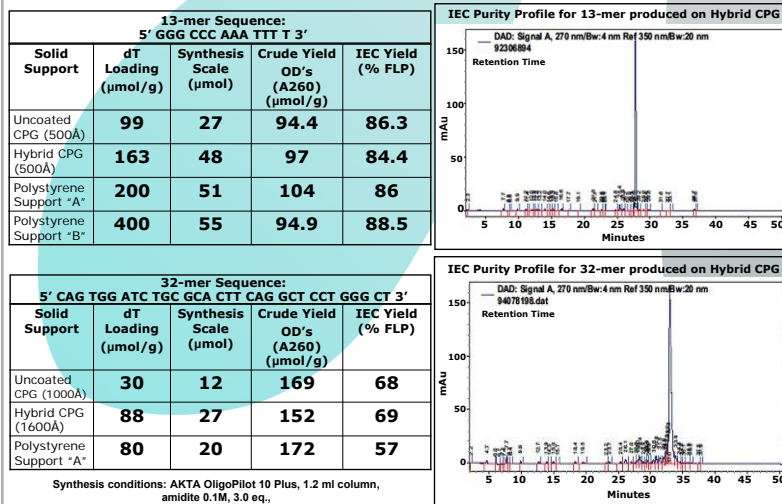 13-mer Sequence:
5’ GGG CCC AAA TTT T 3’
Solid Support dT Loading (µmol/g) Synthesis Scale (µmol) Crude Yield OD's (A260) (µmol/g) IEC Yield (% FLP)
Uncoated CPG (500Å) 99 27 94.4 86.3
Hybrid CPG (500Å) 163 48 97 84.4
Polystyrene Support "A" 200 51 104 86
Polystyrene Support "B" 400 55 94.9 88.5
32-mer Sequence:
5’ CAG TGG ATC TGC GCA CTT CAG GCT CCT GGG CT 3’
Solid Support dT Loading (µmol/g) Synthesis Scale (µmol) Crude Yield OD's (A260) (µmol/g) IEC Yield (% FLP)
Uncoated CPG (1000Å) 30 12 169 68
Hybrid CPG (1600Å) 88 27 152 69
Polystyrene Support "A" 80 20 172 57
Synthesis conditions: AKTA OligoPilot 10 Plus, 1.2 ml column,
amidite 0.1M, 3.0 eq.,
IEC Purity Profile for 13-mer produced on Hybrid CPG
DAD: Signal A, 270 nm/Bw:4 nm Ref 350 nm/Bw:20 nm
92306894
Retention Time
150
100
50
0
mAu
5 10 15 20 25 30 35 40 45 50
Minutes
IEC Purity Profile for 32-mer produced on Hybrid CPG
DAD: Signal A, 270 nm/Bw:4 nm Ref 350 nm/Bw:20 nm
94078198.dat
Retention Time
150
100
50
0
mAu
5 10 15 20 25 30 35 40 45 50
Minutes